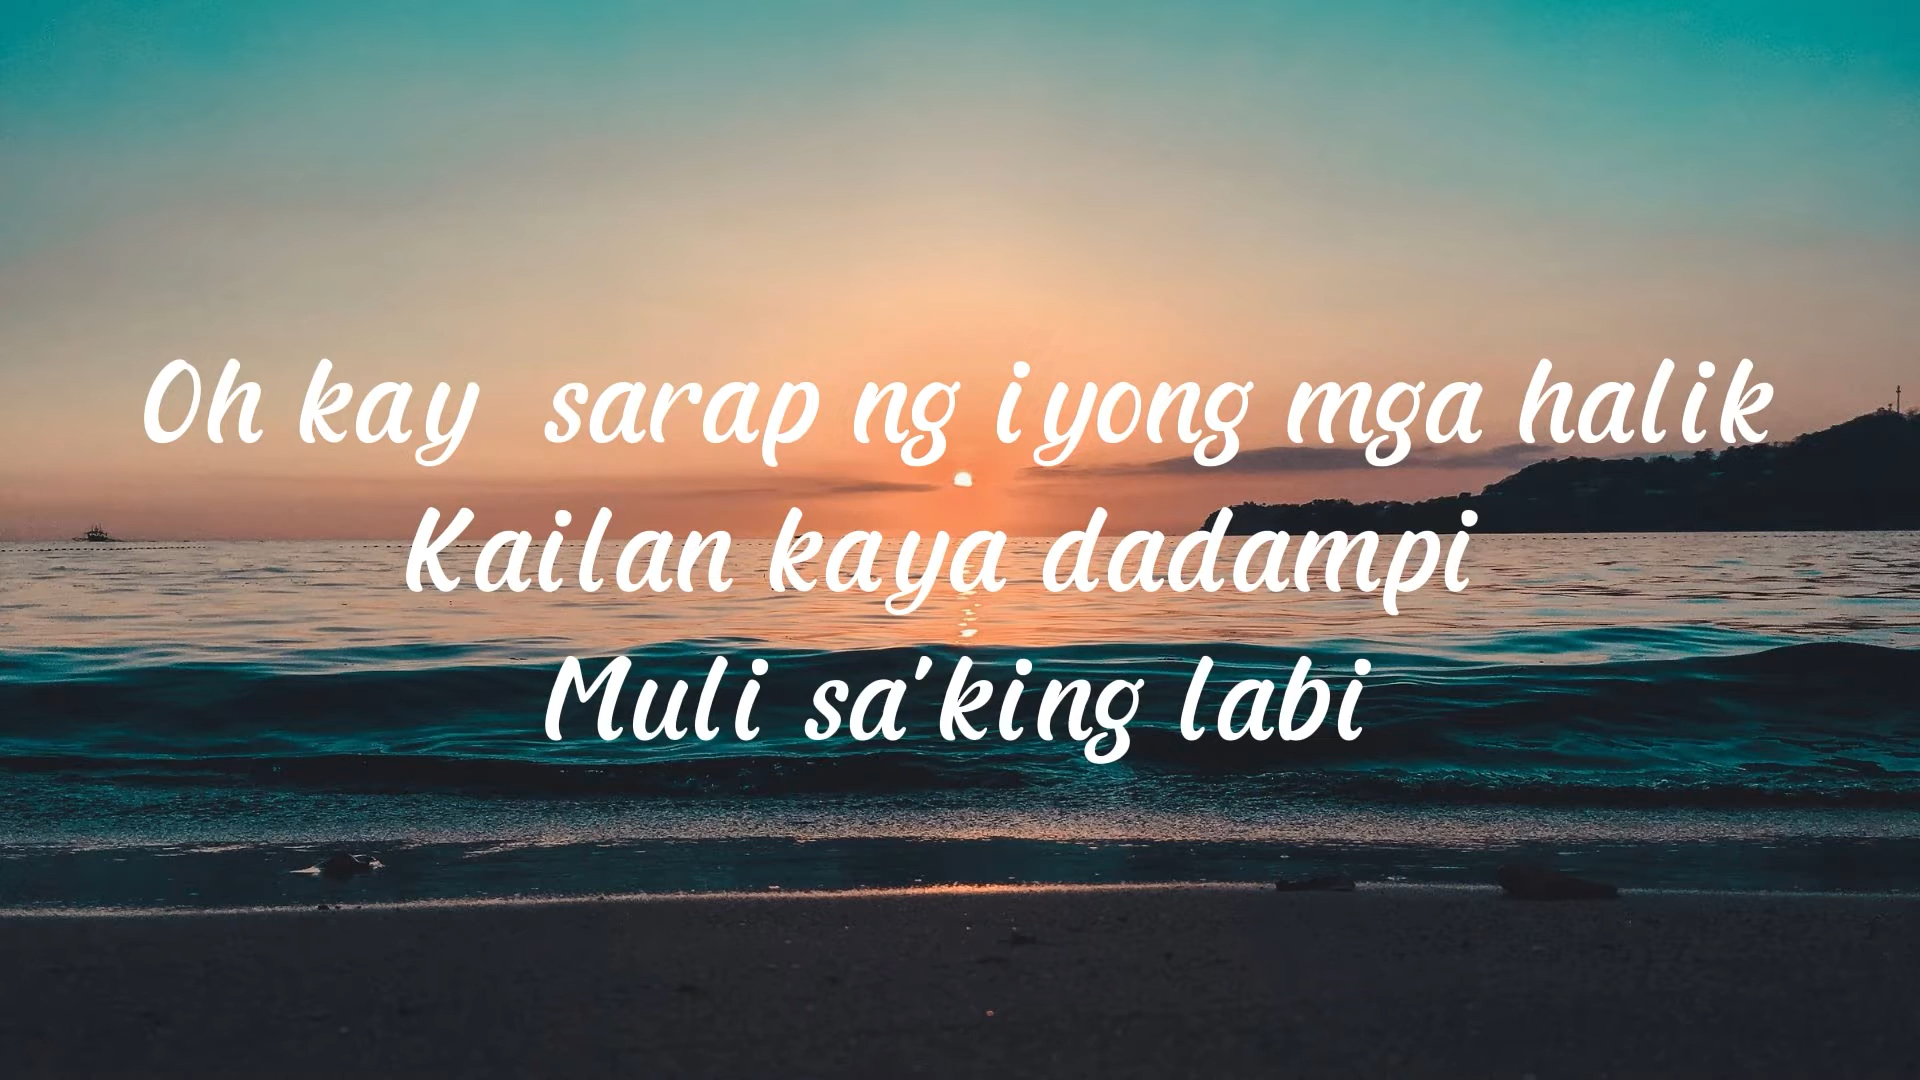 Oh kay  sarap ng iyong mga halik
Kailan kaya dadampi
Muli sa'king labi